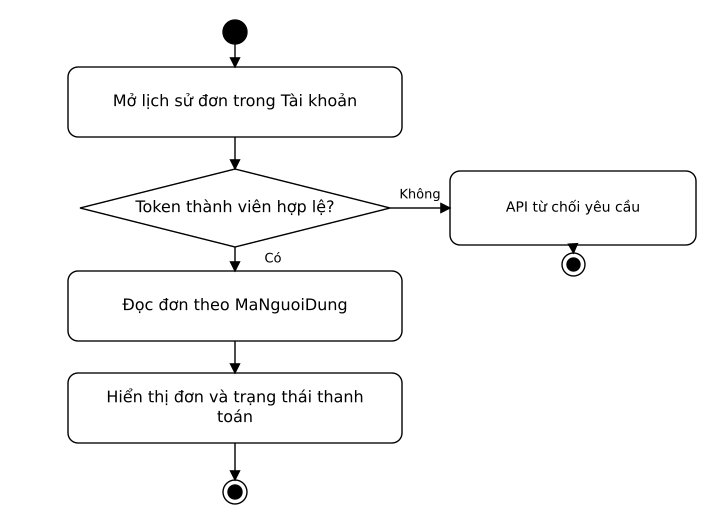 Mở lịch sử đơn trong Tài khoản
Token thành viên hợp lệ?
Không
API từ chối yêu cầu
Có
Đọc đơn theo MaNguoiDung
Hiển thị đơn và trạng thái thanh
toán